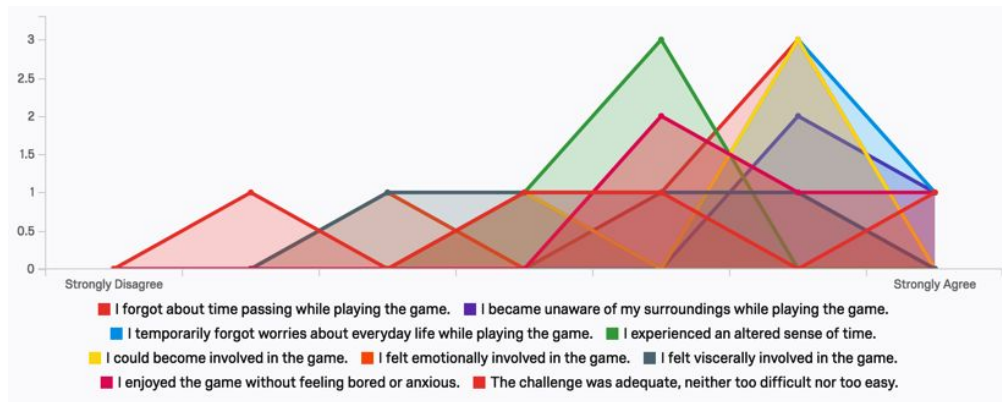 3
2.5
2
1.5
1
0.5
0
Strongly Disagree Strongly Agree
I forgot about time passing while playing the game. I became unaware of my surroundings while playing the game.
I temporarily forgot worries about everyday life while playing the game. I experienced an altered sense of time.
I could become involved in the game. I felt emotionally involved in the game. I felt viscerally involved in the game.
I enjoyed the game without feeling bored or anxious. The challenge was adequate, neither too difficult nor too easy.